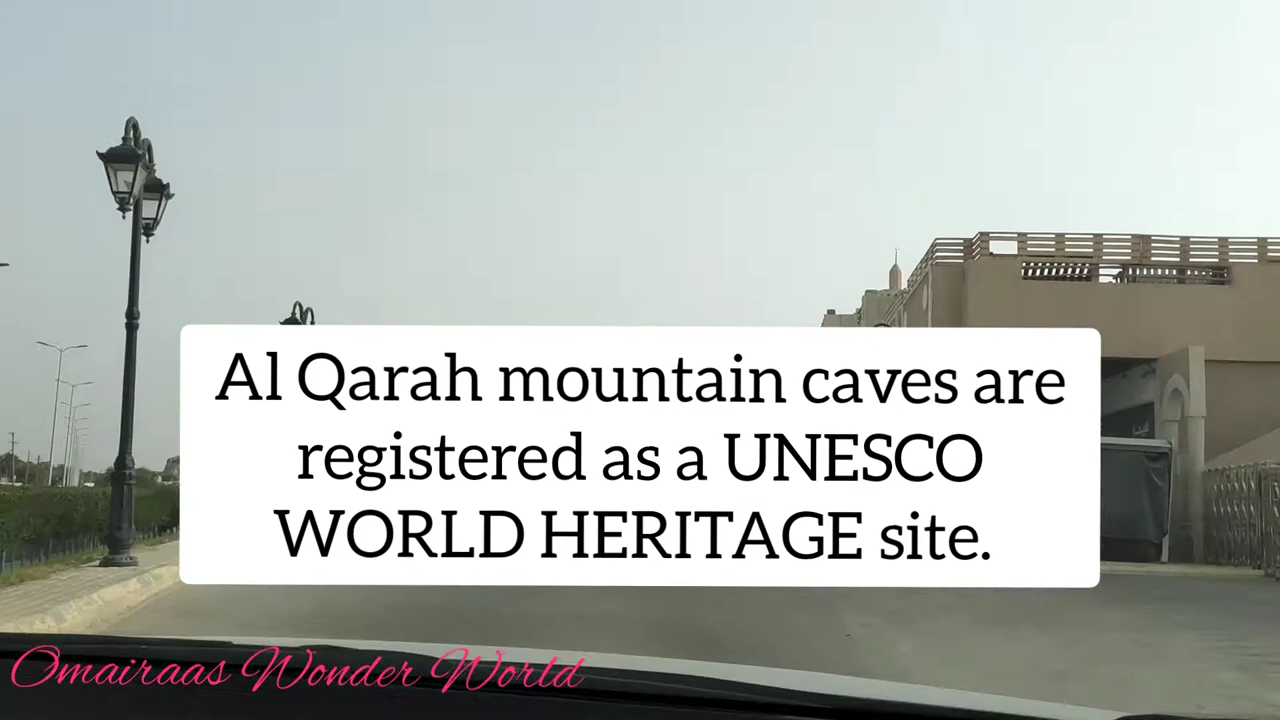 Al Qarah mountain caves are
registered as a UNESCO
WORLD HERITAGE site.
Omairaas Wonder World